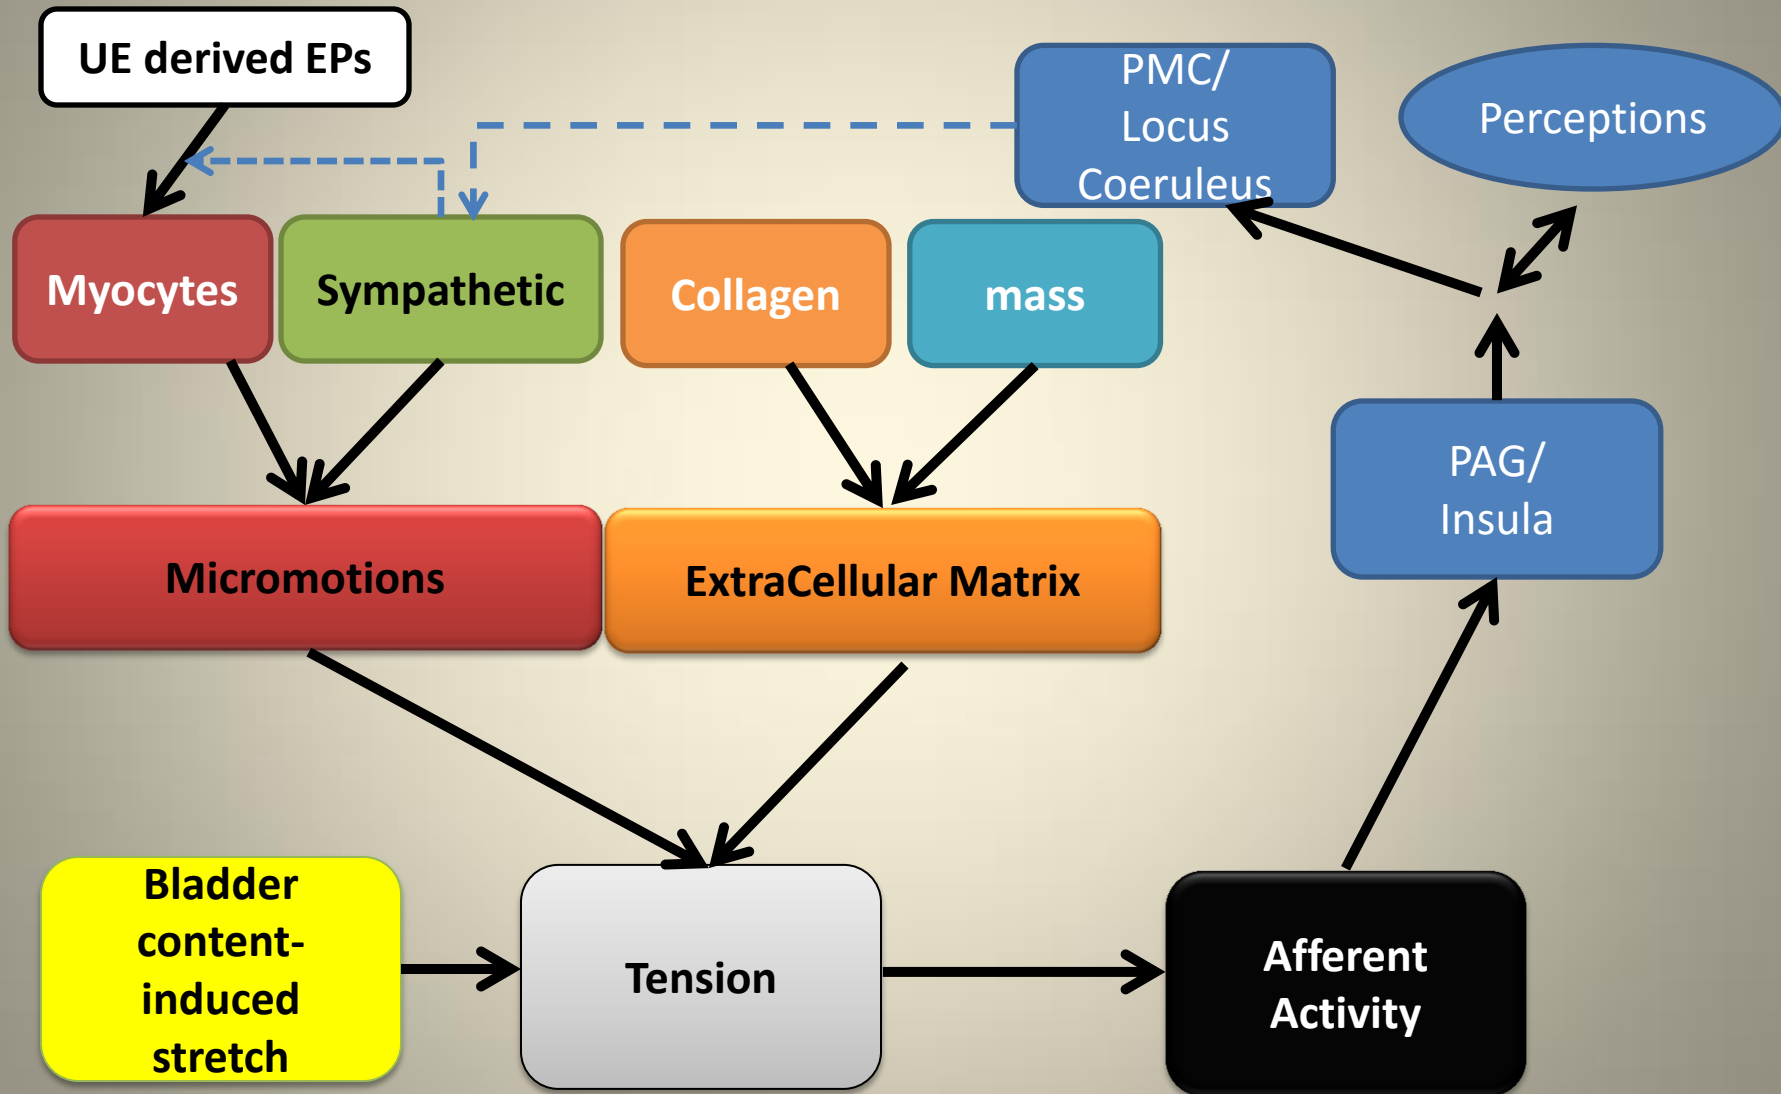 UE derived EPs
PMC/
Locus
Coeruleus
Perceptions
Myocytes
Sympathetic
Collagen
mass
PAG/
Insula
Micromotions
ExtraCellular Matrix
Bladder
content-
induced
stretch
Tension
Afferent
Activity